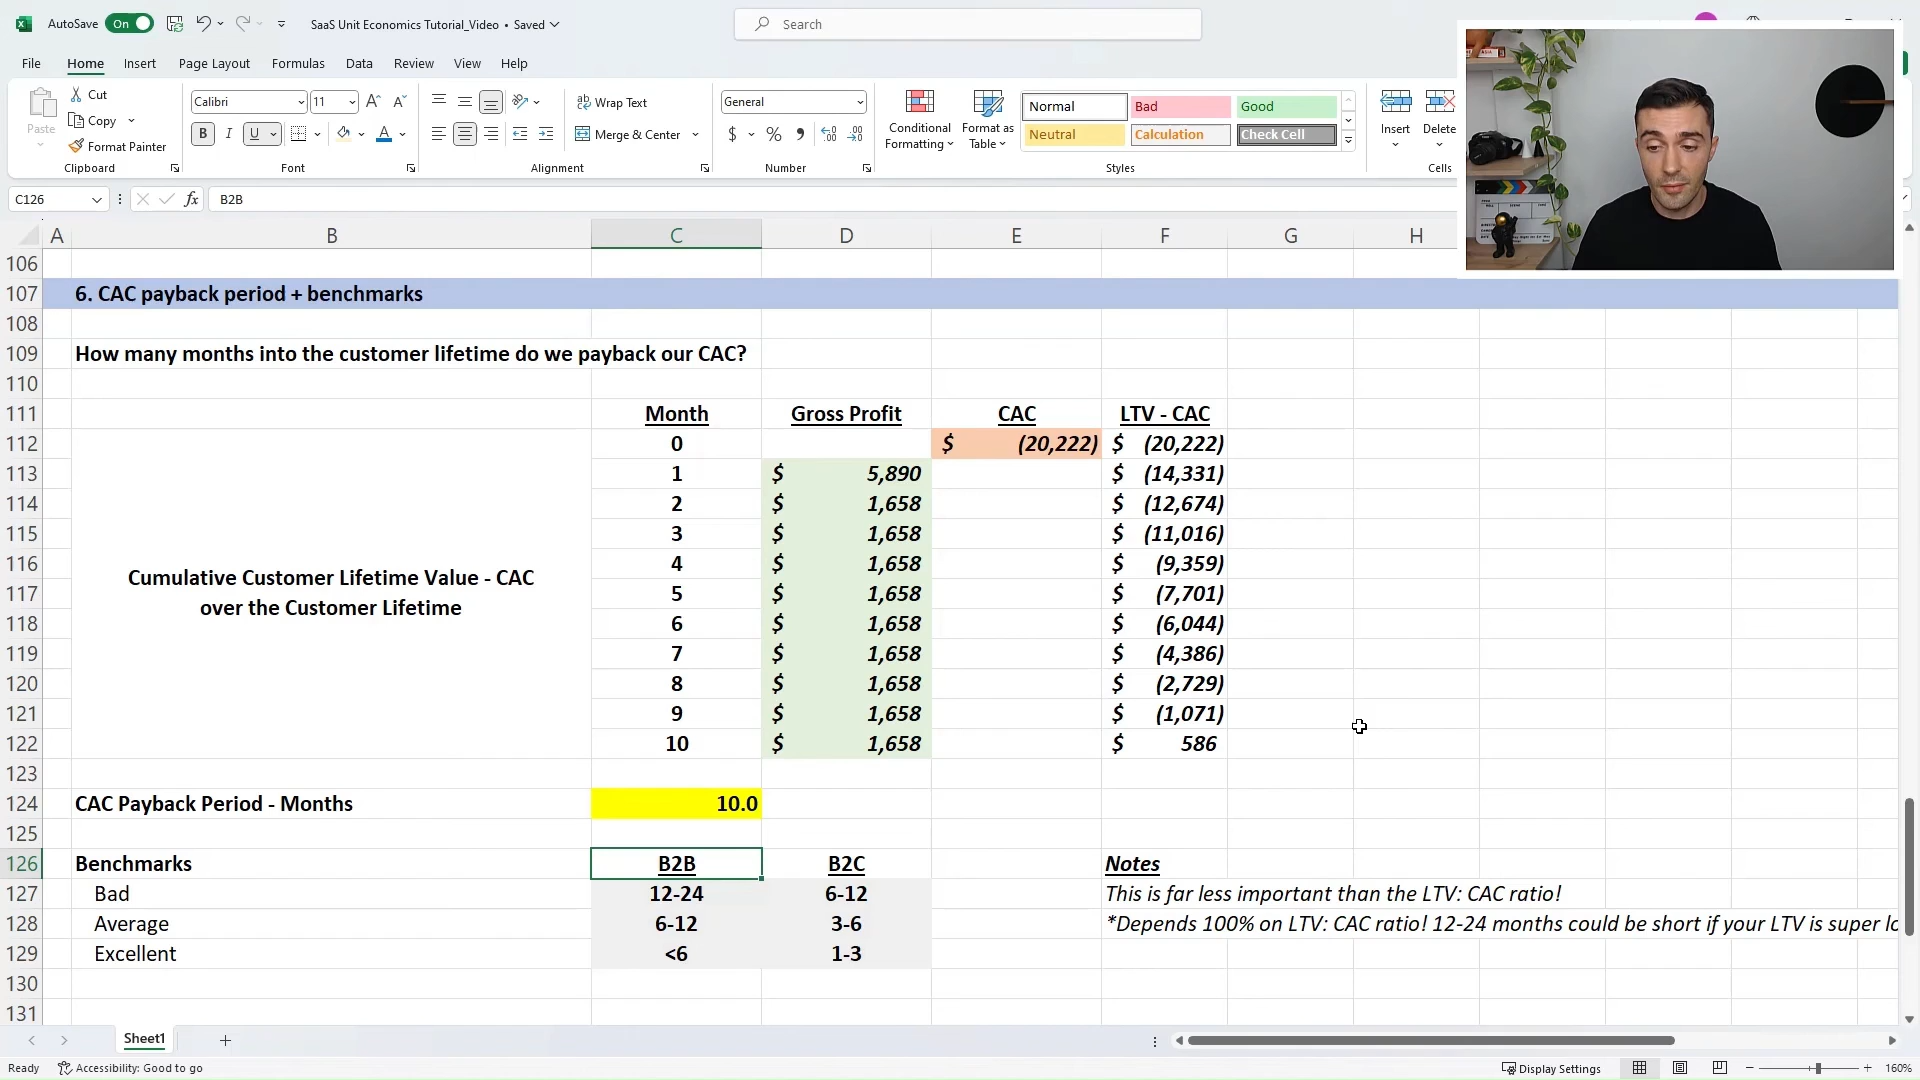 AutoSave On SaaS Unit Economics Tutorial_Video • Saved Search
File Home Insert Page Layout Formulas Data Review View Help
Paste Cut Copy Format Painter Clipboard
Calibri 11 B I U Font
Wrap Text Merge & Center Alignment
General $ % , Number
Conditional Formatting Format as Table
Normal Bad Good
Neutral Calculation Check Cell
Styles
Insert Delete
Cells
C126 fx B2B
A B C D E F G H
106
107 6. CAC payback period + benchmarks
108
109 How many months into the customer lifetime do we payback our CAC?
110
111 Month Gross Profit CAC LTV - CAC
112 0 $ (20,222) $ (20,222)
113 1 $ 5,890 $ (14,331)
114 2 $ 1,658 $ (12,674)
115 3 $ 1,658 $ (11,016)
116 4 $ 1,658 $ (9,359)
Cumulative Customer Lifetime Value - CAC
117 5 $ 1,658 $ (7,701)
over the Customer Lifetime
118 6 $ 1,658 $ (6,044)
119 7 $ 1,658 $ (4,386)
120 8 $ 1,658 $ (2,729)
121 9 $ 1,658 $ (1,071)
122 10 $ 1,658 $ 586
123
124 CAC Payback Period - Months 10.0
125
126 Benchmarks B2B B2C Notes
127 Bad 12-24 6-12 This is far less important than the LTV: CAC ratio!
128 Average 6-12 3-6 *Depends 100% on LTV: CAC ratio! 12-24 months could be short if your LTV is super lo
129 Excellent <6 1-3
130
131
Sheet1
Ready Accessibility: Good to go Display Settings 160%